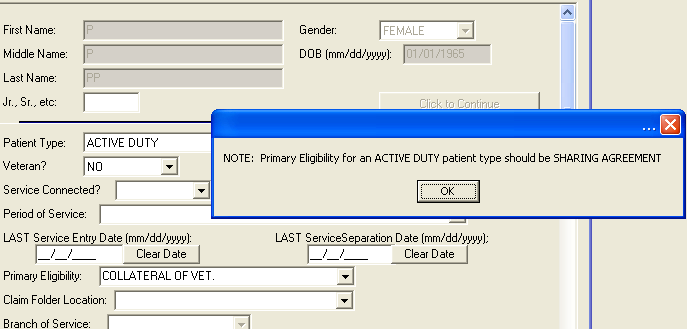 First Name: P Gender: FEMALE
Middle Name: P DOB (mm/dd/yyyy): 01/01/1965
Last Name: PP
Jr., Sr., etc: Click to Continue
...
Patient Type: ACTIVE DUTY
NOTE: Primary Eligibility for an ACTIVE DUTY patient type should be SHARING AGREEMENT
OK
Veteran? NO
Service Connected?
Period of Service:
LAST Service Entry Date (mm/dd/yyyy): LAST ServiceSeparation Date (mm/dd/yyyy):
__/__/____ Clear Date __/__/____ Clear Date
Primary Eligibility: COLLATERAL OF VET.
Claim Folder Location:
Branch of Service: